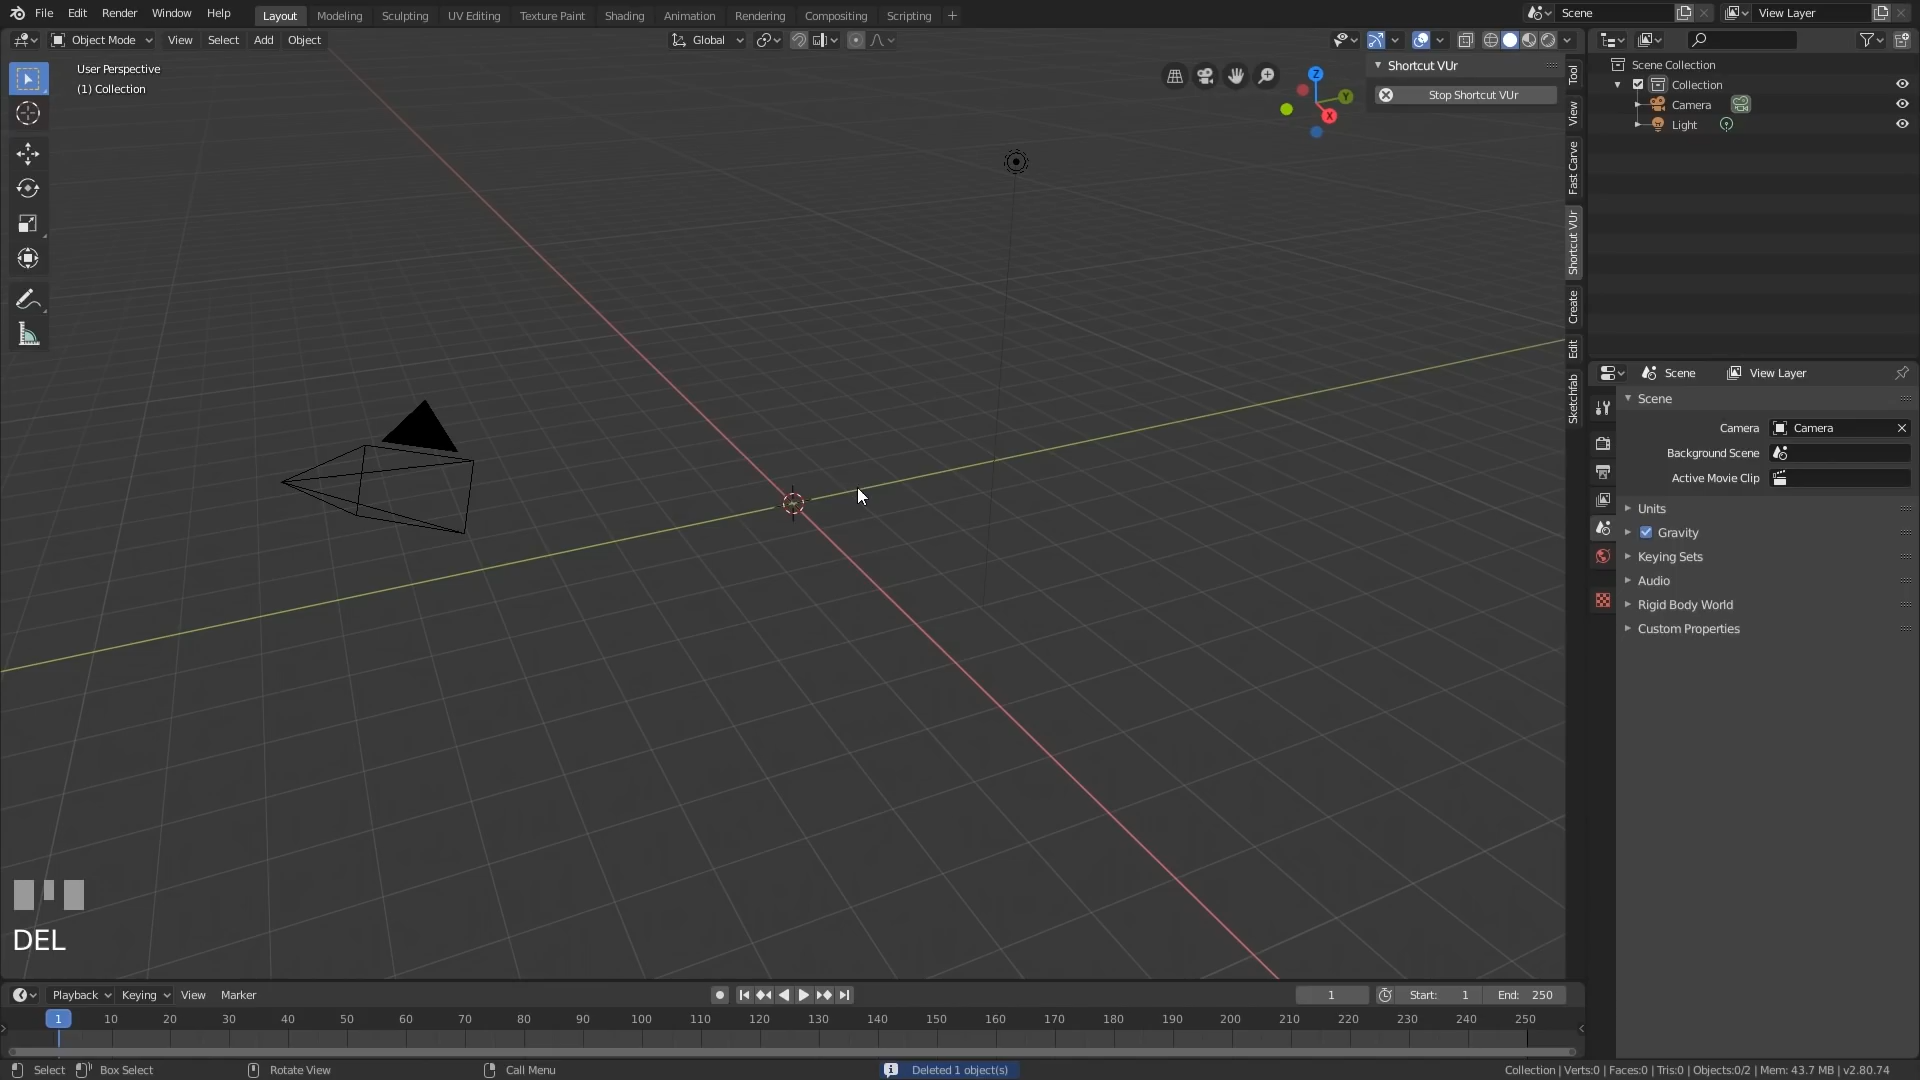 File Edit Render Window Help Layout Modeling Sculpting UV Editing Texture Paint Shading Animation Rendering Compositing Scripting + Scene View Layer
Object Mode View Select Add Object Global
User Perspective
(1) Collection
Z
Y
X
Shortcut VUr
Stop Shortcut VUr
Tool
View
Fast Carve
Shortcut VUr
Create
Edit
Sketchfab
Scene Collection
Collection
Camera
Light
Scene View Layer
Scene
Camera Camera
Background Scene
Active Movie Clip
Units
Gravity
Keying Sets
Audio
Rigid Body World
Custom Properties
DEL
Playback Keying View Marker 1 Start: 1 End: 250
1 10 20 30 40 50 60 70 80 90 100 110 120 130 140 150 160 170 180 190 200 210 220 230 240 250
Select Box Select Rotate View Call Menu Deleted 1 object(s) Collection | Verts:0 | Faces:0 | Tris:0 | Objects:0/2 | Mem: 43.7 MB | v2.80.74